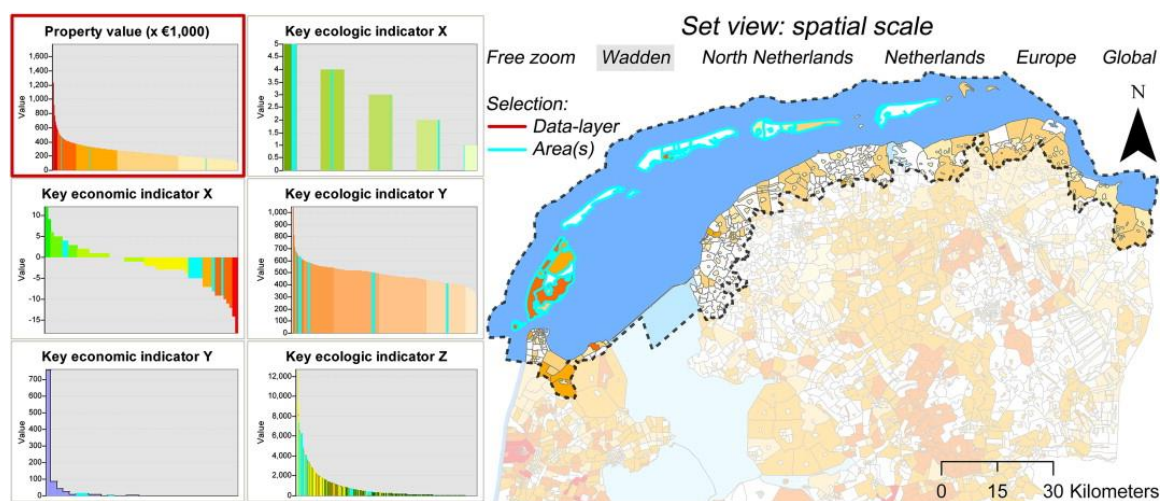 Property value (x €1,000)
Value
1,600
1,400
1,200
1,000
800
600
400
200
0
Key ecologic indicator X
Value
5
4.5
4
3.5
3
2.5
2
1.5
1
0.5
0
Key economic indicator X
Value
10
5
0
-5
-10
-15
Key ecologic indicator Y
Value
1,000
900
800
700
600
500
400
300
200
100
0
Key economic indicator Y
Value
700
600
500
400
300
200
100
0
Key ecologic indicator Z
Value
12,000
10,000
8,000
6,000
4,000
2,000
0
Set view: spatial scale
Free zoom Wadden North Netherlands Netherlands Europe Global
Selection:
Data-layer
Area(s)
N
0 15 30 Kilometers